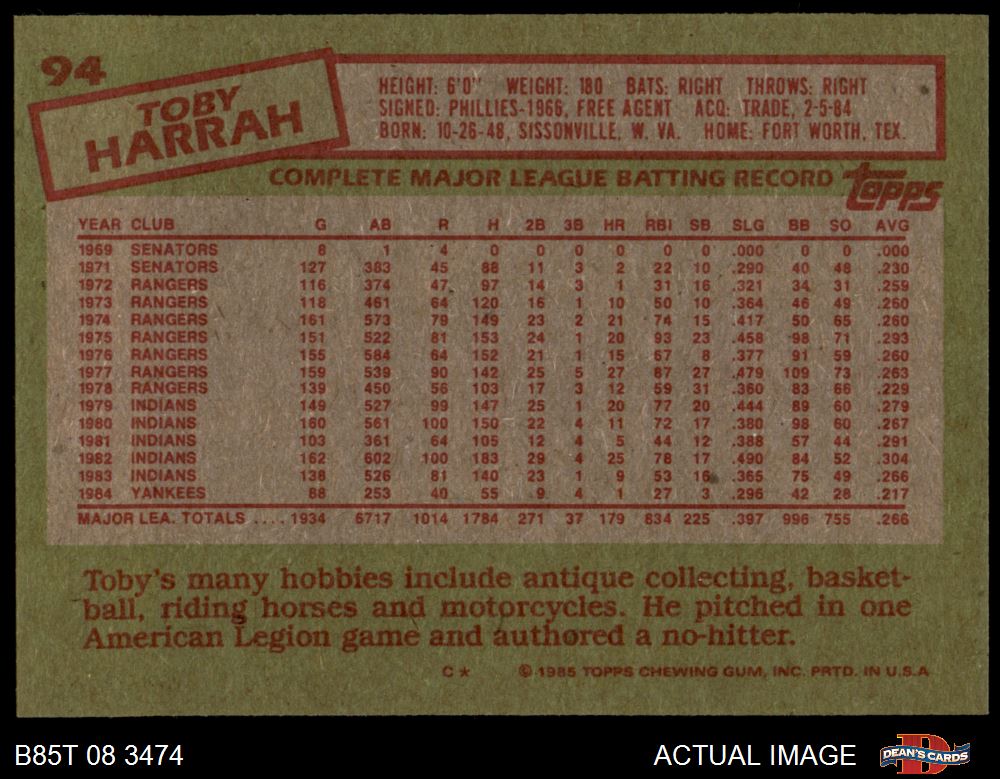 94
TOBY
HARRAH
HEIGHT: 6'0" WEIGHT: 180 BATS: RIGHT THROWS: RIGHT
SIGNED: PHILLIES-1966, FREE AGENT ACQ: TRADE, 2-5-84
BORN: 10-26-48, SISSONVILLE, W. VA. HOME: FORT WORTH, TEX.
COMPLETE MAJOR LEAGUE BATTING RECORD topps
YEAR CLUB G AB R H 2B 3B HR RBI SB SLG BB SO AVG
1969 SENATORS 8 1 4 0 0 0 0 0 0 .000 0 0 .000
1971 SENATORS 127 383 45 88 11 3 2 22 10 .290 40 48 .230
1972 RANGERS 116 374 47 97 14 3 1 31 16 .321 34 31 .259
1973 RANGERS 118 461 64 120 16 1 10 50 10 .364 46 49 .260
1974 RANGERS 161 573 79 149 23 2 21 74 15 .417 50 65 .260
1975 RANGERS 151 522 81 153 24 1 20 93 23 .458 98 71 .293
1976 RANGERS 155 584 64 152 21 1 15 67 8 .377 91 59 .260
1977 RANGERS 159 539 90 142 25 5 27 87 27 .479 109 73 .263
1978 RANGERS 139 450 56 103 17 3 12 59 31 .360 83 66 .229
1979 INDIANS 149 527 99 147 25 1 20 77 20 .444 89 60 .279
1980 INDIANS 160 561 100 150 22 4 11 72 17 .380 98 60 .267
1981 INDIANS 103 361 64 105 12 4 5 44 12 .388 57 44 .291
1982 INDIANS 162 602 100 183 29 4 25 78 17 .490 84 52 .304
1983 INDIANS 138 526 81 140 23 1 9 53 16 .365 75 49 .266
1984 YANKEES 88 253 40 55 9 4 1 27 3 .296 42 28 .217
MAJOR LEA. TOTALS .... 1934 6717 1014 1784 271 37 179 834 225 .397 996 755 .266
Toby's many hobbies include antique collecting, basket-
ball, riding horses and motorcycles. He pitched in one
American Legion game and authored a no-hitter.
C* © 1985 TOPPS CHEWING GUM, INC. PRTD. IN U.S.A
B85T 08 3474 ACTUAL IMAGE D DEAN'S CARDS